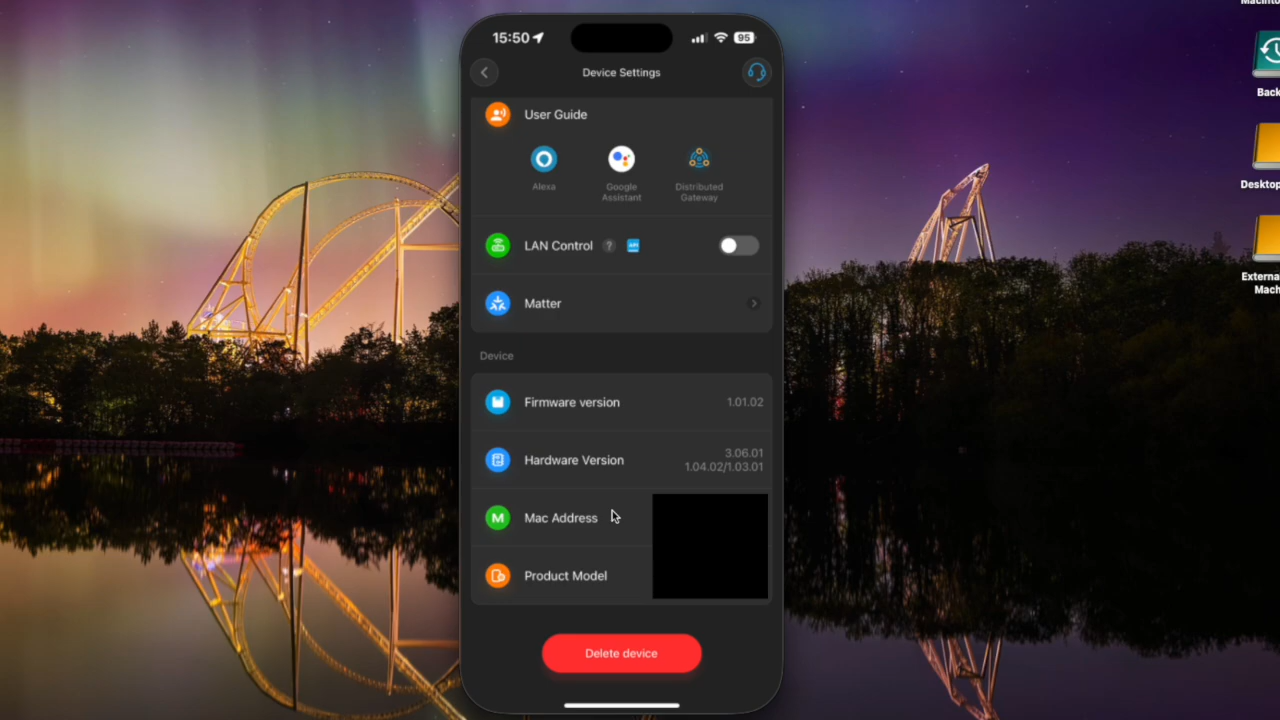 15:50
95
Device Settings
User Guide
Alexa
Google
Assistant
Distributed
Gateway
LAN Control ?
API
Matter
Device
Firmware version 1.01.02
Hardware Version 3.06.01
1.04.02/1.03.01
M Mac Address
Product Model
Delete device
Back
Desktop
Externa
Mach